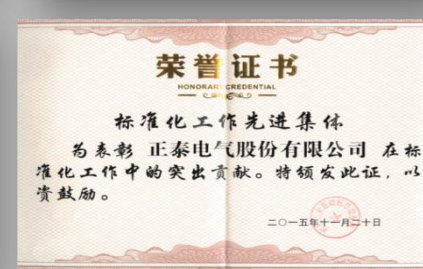 荣誉证书
HONORARY CREDENTIAL
标准化工作先进集体
为表彰 正泰电气股份有限公司 在标
准化工作中的突出贡献。特颁发此证，以
资鼓励。
二〇一五年十一月二十日